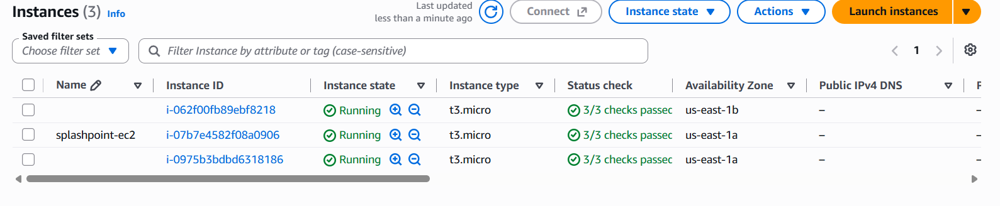 Instances (3) Info
Last updated
less than a minute ago
Connect
Instance state
Actions
Launch instances
Saved filter sets
Choose filter set
Filter Instance by attribute or tag (case-sensitive)
1
Name Instance ID Instance state Instance type Status check Availability Zone Public IPv4 DNS P
i-062f00fb89ebf8218 Running t3.micro 3/3 checks passed us-east-1b – –
splashpoint-ec2 i-07b7e4582f08a0906 Running t3.micro 3/3 checks passed us-east-1a – –
i-0975b3bdbd6318186 Running t3.micro 3/3 checks passed us-east-1a – –